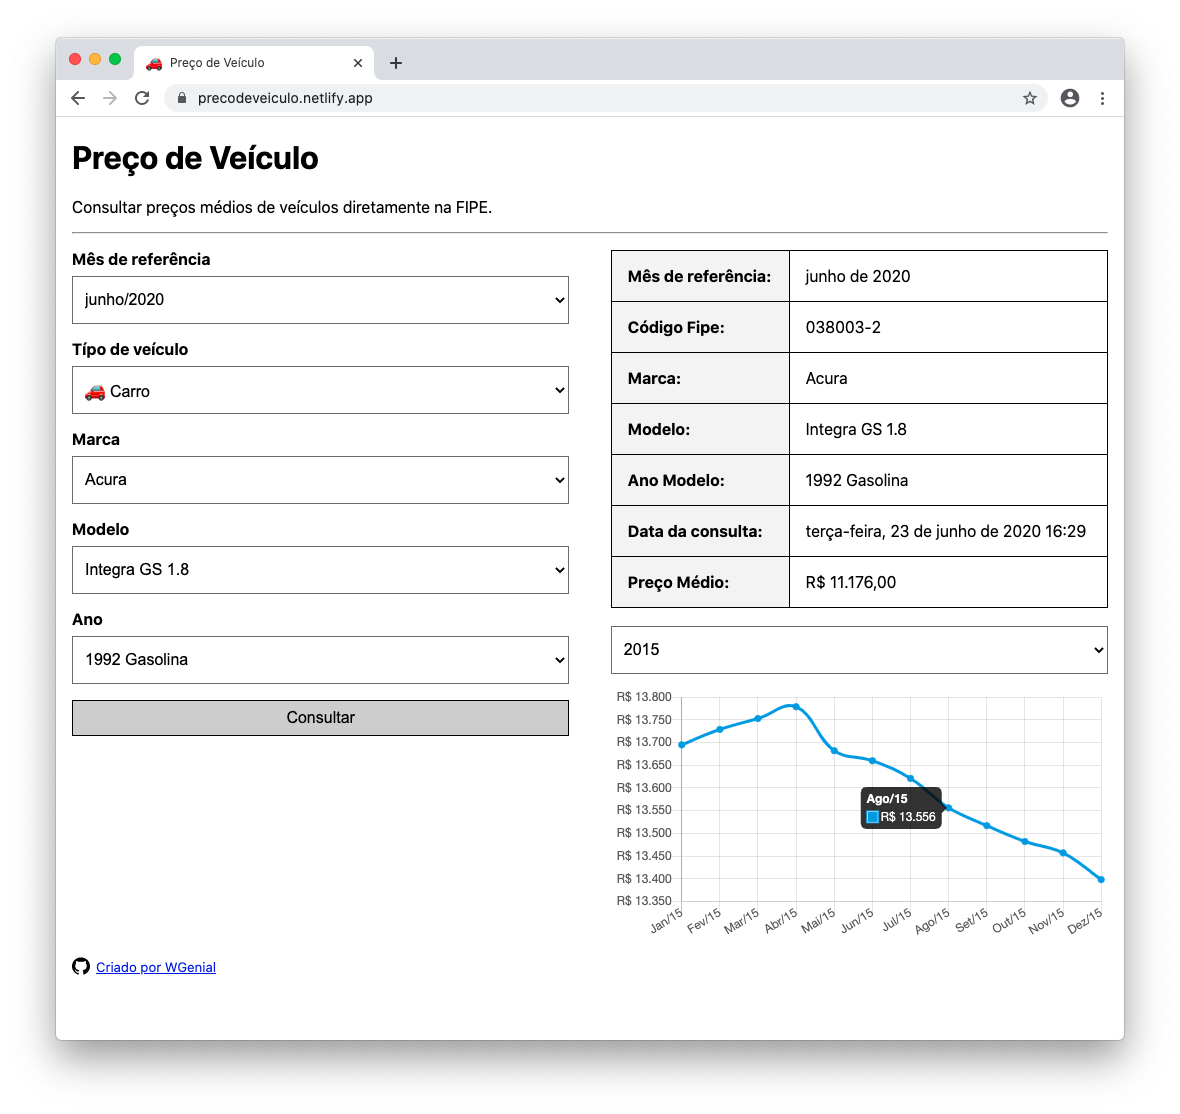 Preço de Veículo
precodeveiculo.netlify.app
Preço de Veículo
Consultar preços médios de veículos diretamente na FIPE.
Mês de referência
junho/2020
Típo de veículo
Carro
Marca
Acura
Modelo
Integra GS 1.8
Ano
1992 Gasolina
Consultar
Mês de referência: junho de 2020
Código Fipe: 038003-2
Marca: Acura
Modelo: Integra GS 1.8
Ano Modelo: 1992 Gasolina
Data da consulta: terça-feira, 23 de junho de 2020 16:29
Preço Médio: R$ 11.176,00
2015
R$ 13.800
R$ 13.750
R$ 13.700
R$ 13.650
R$ 13.600
R$ 13.550
R$ 13.500
R$ 13.450
R$ 13.400
R$ 13.350
Ago/15
R$ 13.556
Jan/15 Fev/15 Mar/15 Abr/15 Mai/15 Jun/15 Jul/15 Ago/15 Set/15 Out/15 Nov/15 Dez/15
Criado por WGenial